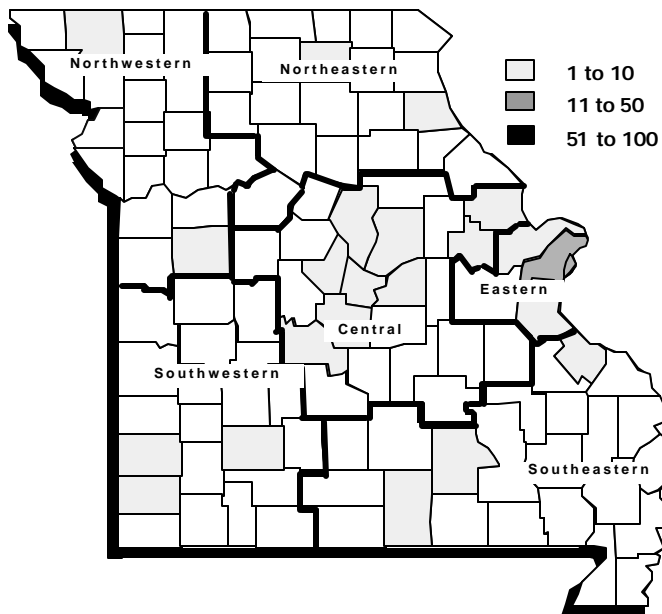 Northwestern
Northeastern
1 to 10
11 to 50
51 to 100
Eastern
Central
Southwestern
Southeastern